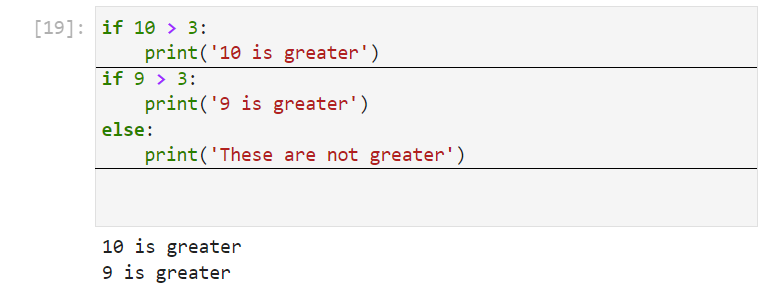 [19]: if 10 > 3:
    print('10 is greater')
if 9 > 3:
    print('9 is greater')
else:
    print('These are not greater')
10 is greater
9 is greater